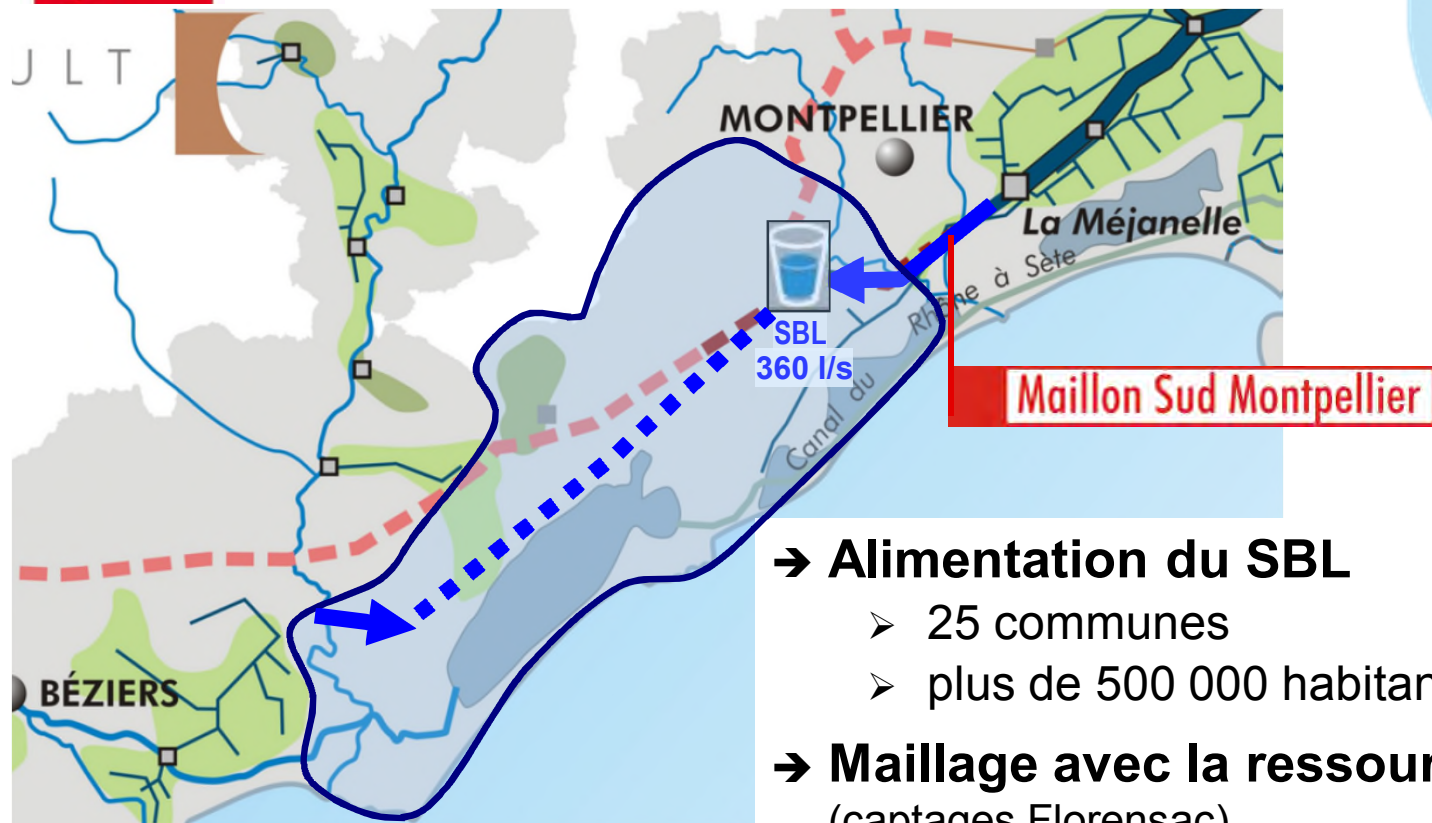 U L T
MONTPELLIER
La Méjanelle
Canal du Rhône à Sète
SBL
360 l/s
Maillon Sud Montpellier
BÉZIERS
➔ Alimentation du SBL
➢ 25 communes
➢ plus de 500 000 habitan
➔ Maillage avec la ressour
(captages Florensac)